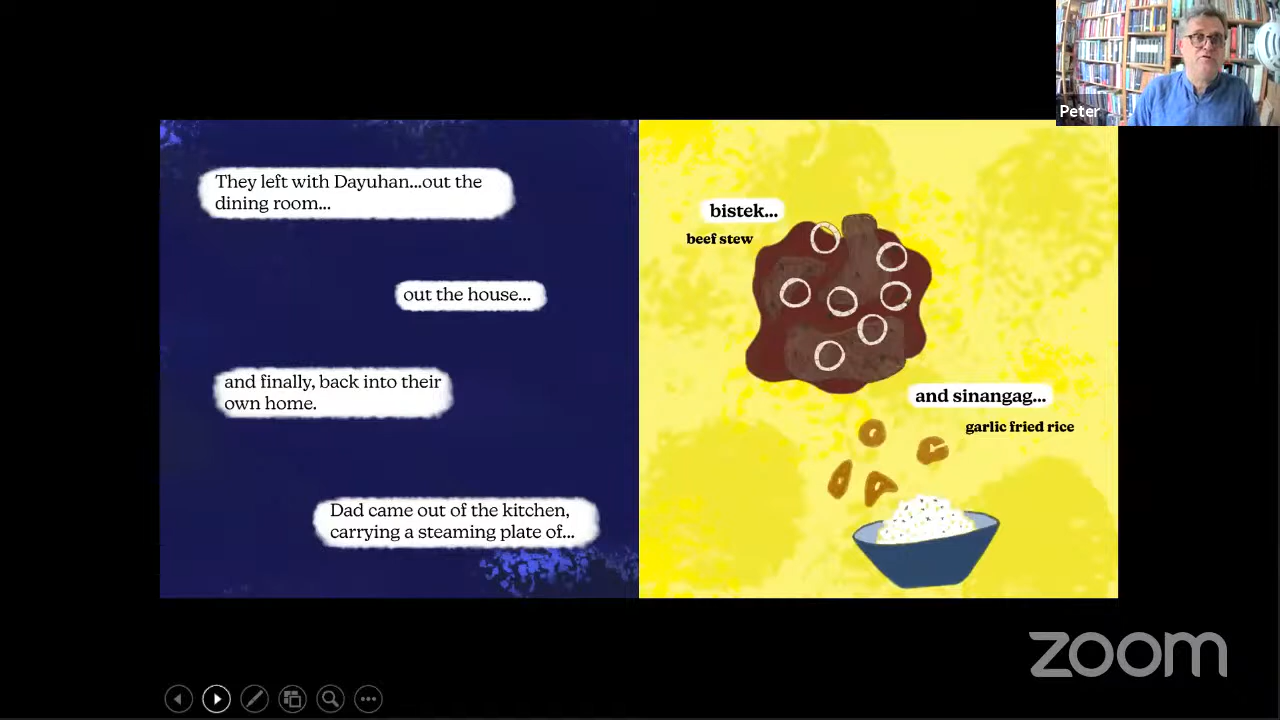 Peter
They left with Dayuhan...out the
dining room...
out the house...
and finally, back into their
own home.
Dad came out of the kitchen,
carrying a steaming plate of...
bistek...
beef stew
and sinangag...
garlic fried rice
zoom